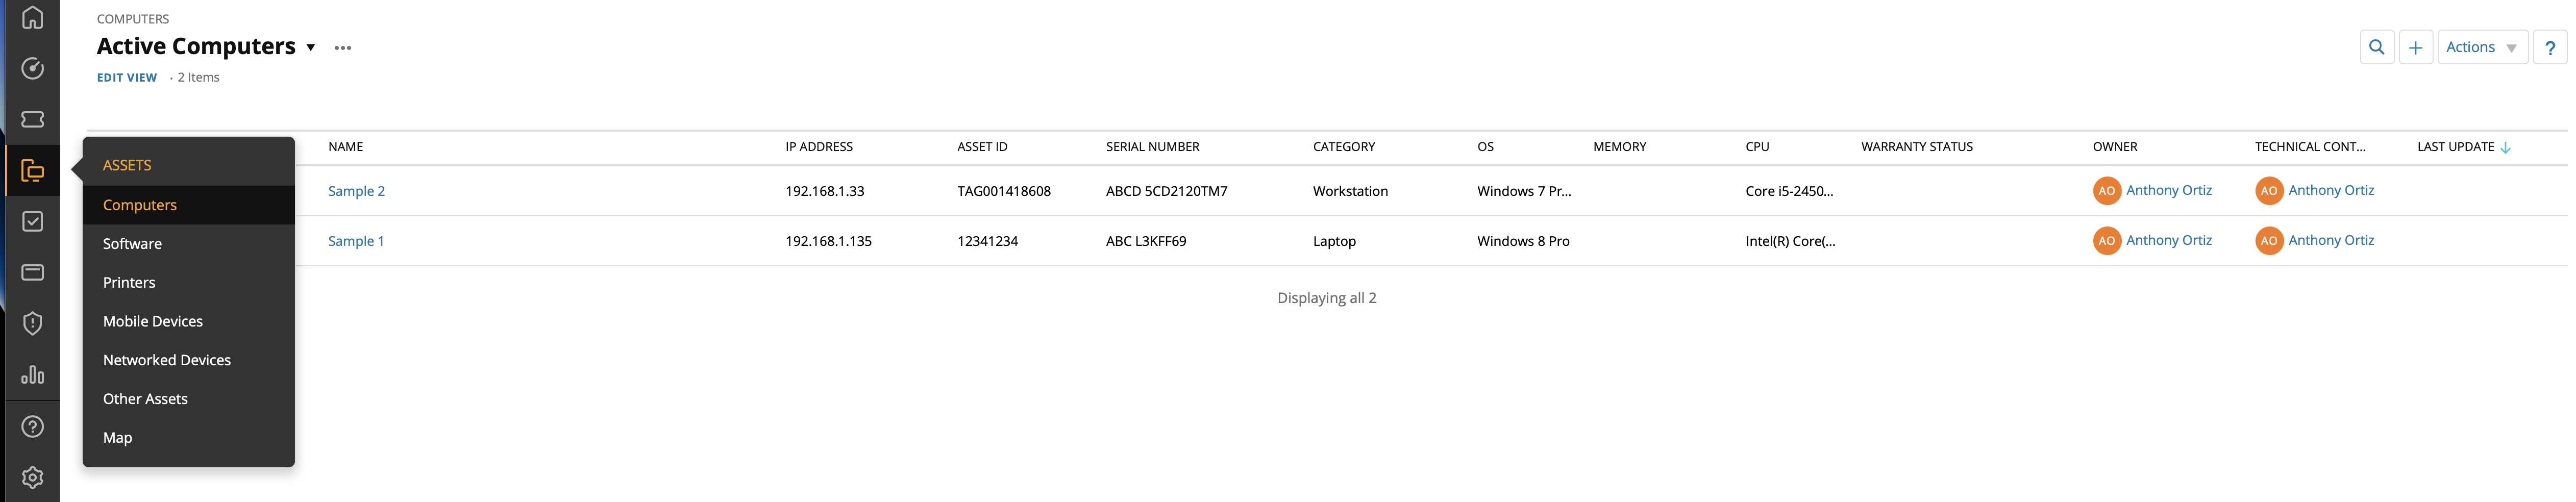 COMPUTERS
Active Computers
EDIT VIEW · 2 Items
Actions ?
NAME IP ADDRESS ASSET ID SERIAL NUMBER CATEGORY OS MEMORY CPU WARRANTY STATUS OWNER TECHNICAL CONT... LAST UPDATE
Sample 2 192.168.1.33 TAG001418608 ABCD 5CD2120TM7 Workstation Windows 7 Pr... Core i5-2450... AO Anthony Ortiz AO Anthony Ortiz
Sample 1 192.168.1.135 12341234 ABC L3KFF69 Laptop Windows 8 Pro Intel(R) Core(... AO Anthony Ortiz AO Anthony Ortiz
Displaying all 2
ASSETS
Computers
Software
Printers
Mobile Devices
Networked Devices
Other Assets
Map